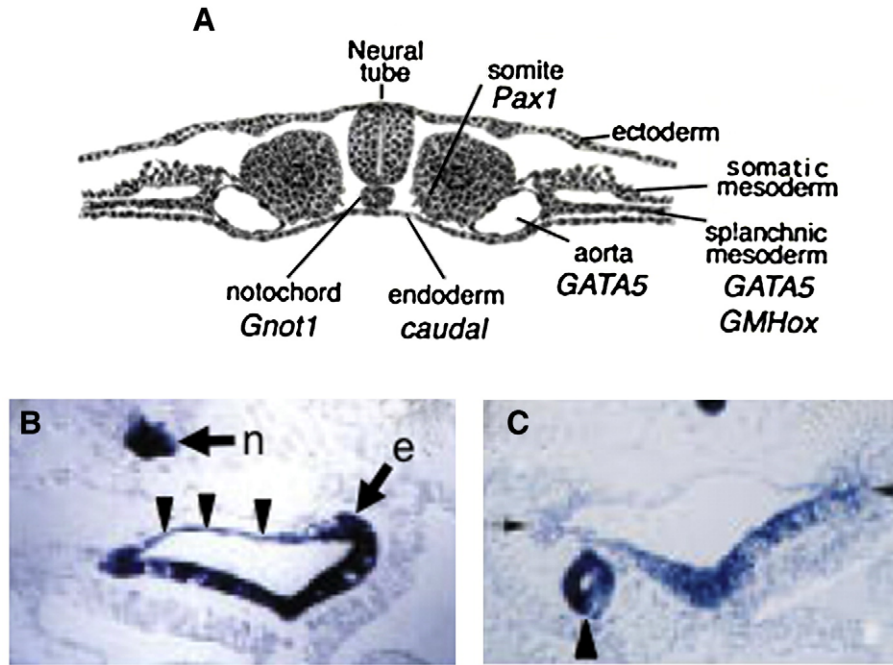 A
Neural
tube
somite
Pax1
ectoderm
somatic
mesoderm
splanchnic
mesoderm
GATA5
GMHox
aorta
GATA5
notochord
Gnot1
endoderm
caudal
B
n
e
C